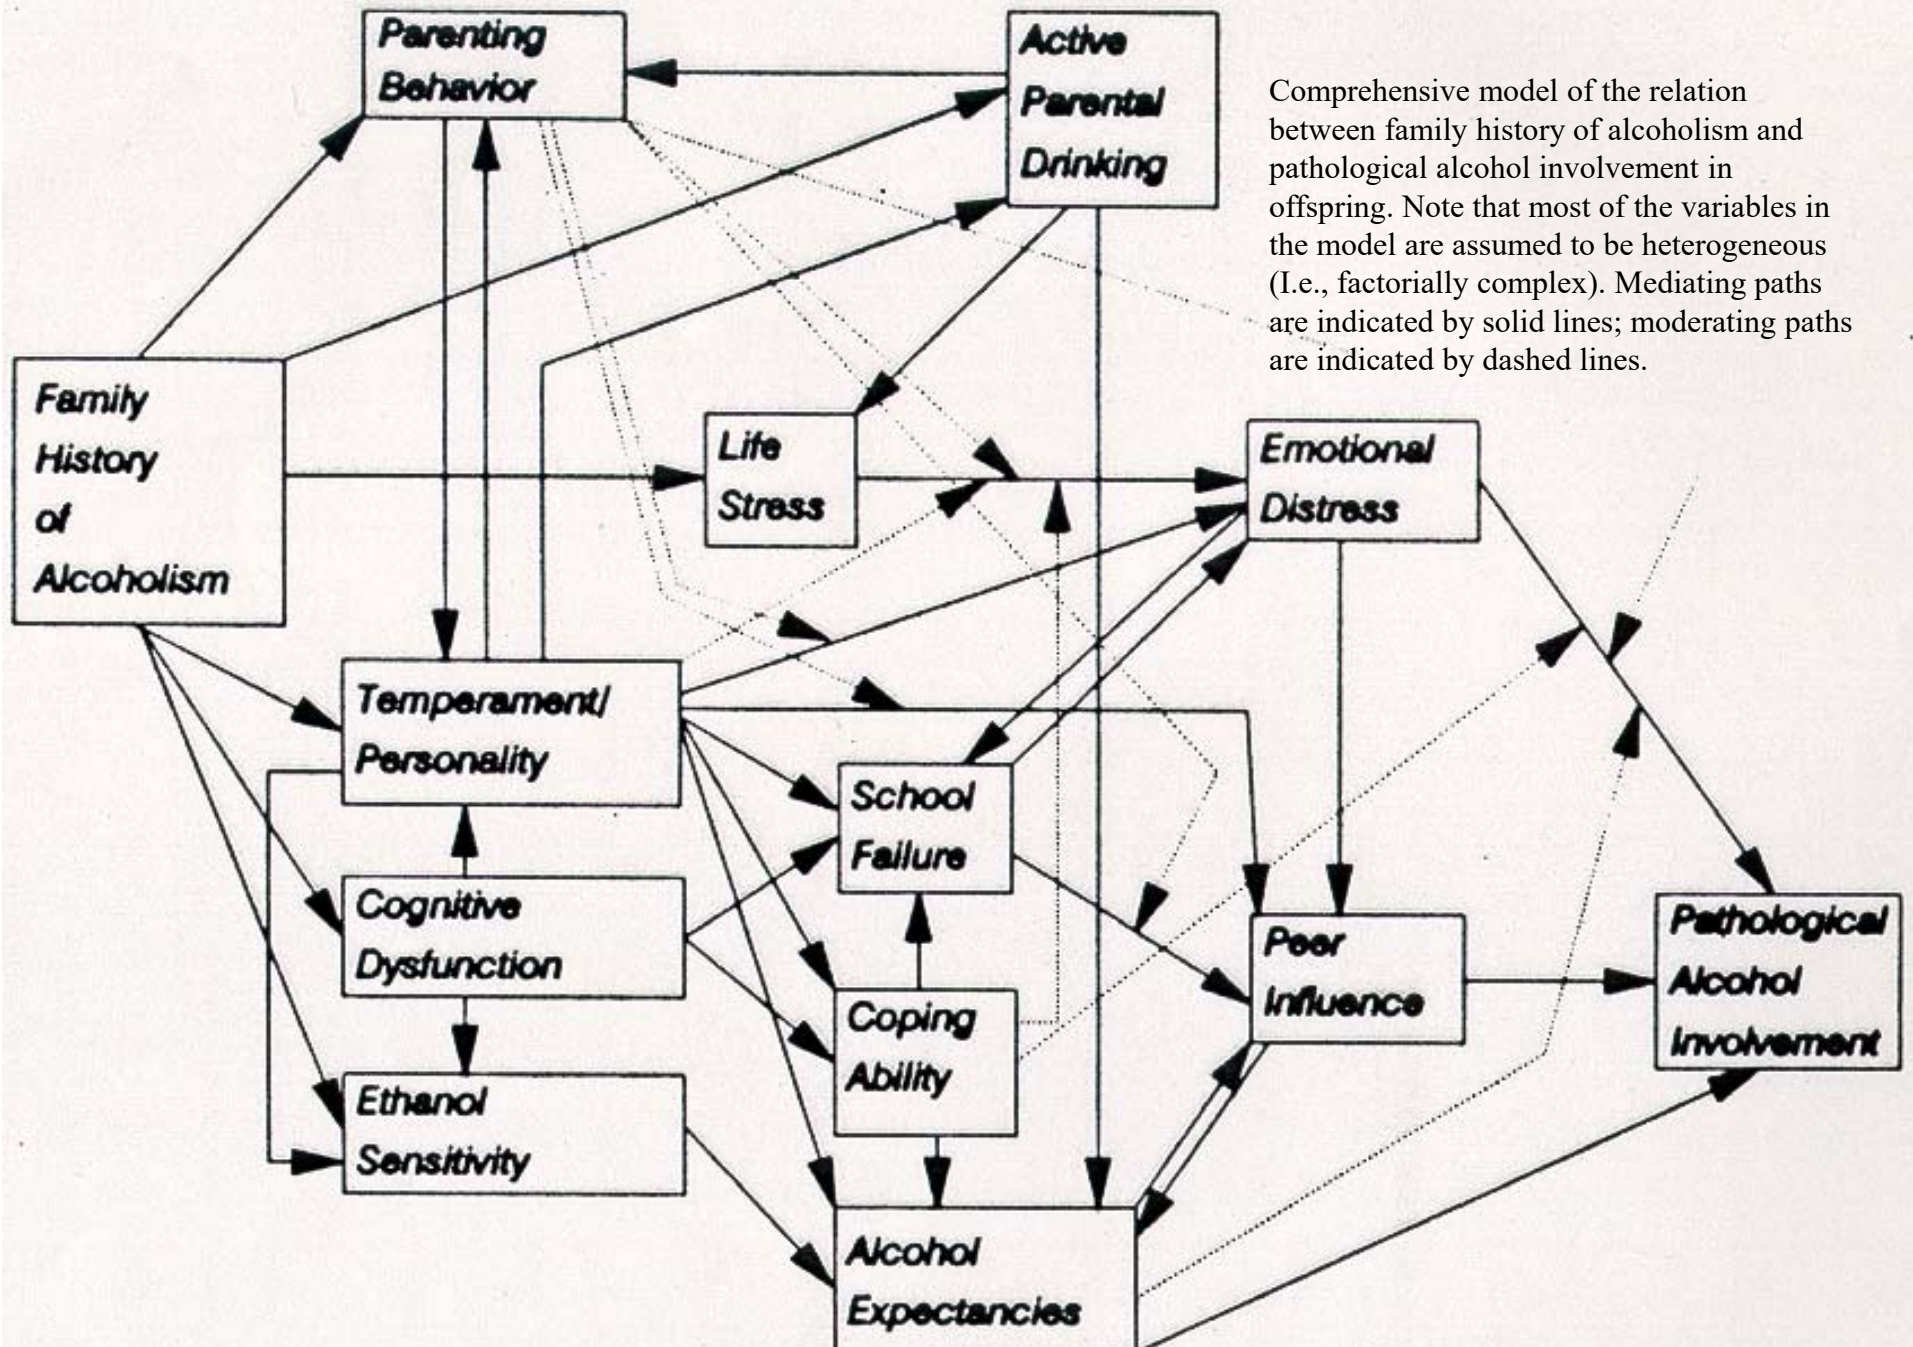 Parenting
Behavior
Active
Parental
Drinking
Comprehensive model of the relation
between family history of alcoholism and
pathological alcohol involvement in
offspring. Note that most of the variables in
the model are assumed to be heterogeneous
(I.e., factorially complex). Mediating paths
are indicated by solid lines; moderating paths
are indicated by dashed lines.
Family
History
of
Alcoholism
Life
Stress
Emotional
Distress
Temperament/
Personality
School
Failure
Cognitive
Dysfunction
Peer
Influence
Pathological
Alcohol
Involvement
Coping
Ability
Ethanol
Sensitivity
Alcohol
Expectancies